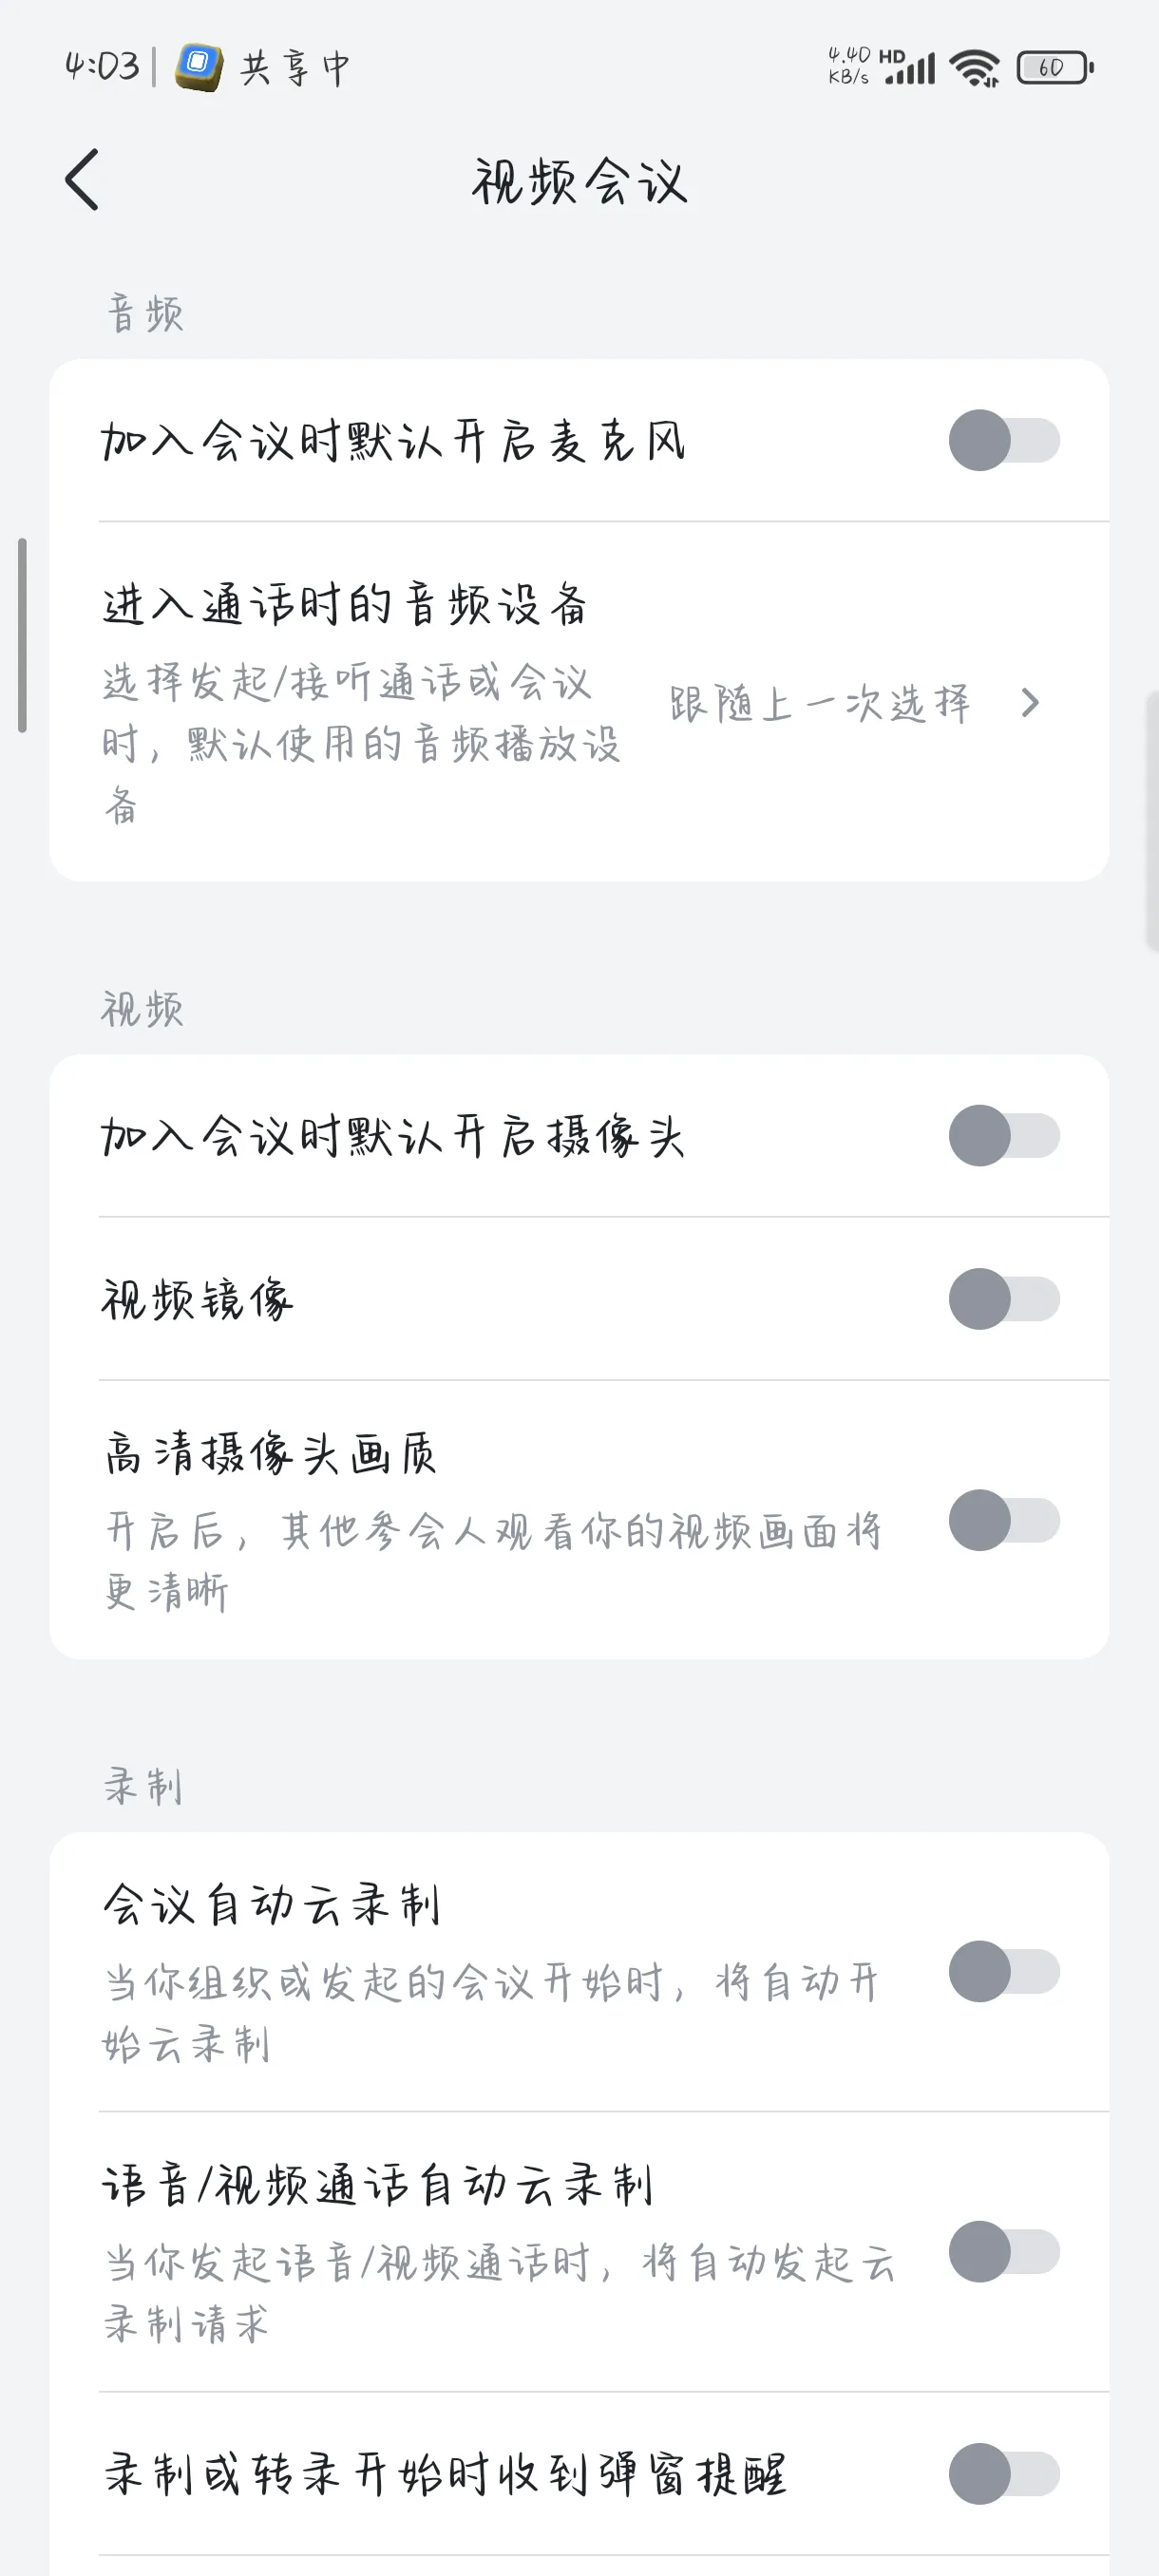 4:03 共享中 4.40 KB/s HD 60
视频会议
音频
加入会议时默认开启麦克风
进入通话时的音频设备
选择发起/接听通话或会议
时，默认使用的音频播放设
备
跟随上一次选择
视频
加入会议时默认开启摄像头
视频镜像
高清摄像头画质
开启后，其他参会人观看你的视频画面将
更清晰
录制
会议自动云录制
当你组织或发起的会议开始时，将自动开
始云录制
语音/视频通话自动云录制
当你发起语音/视频通话时，将自动发起云
录制请求
录制或转录开始时收到弹窗提醒